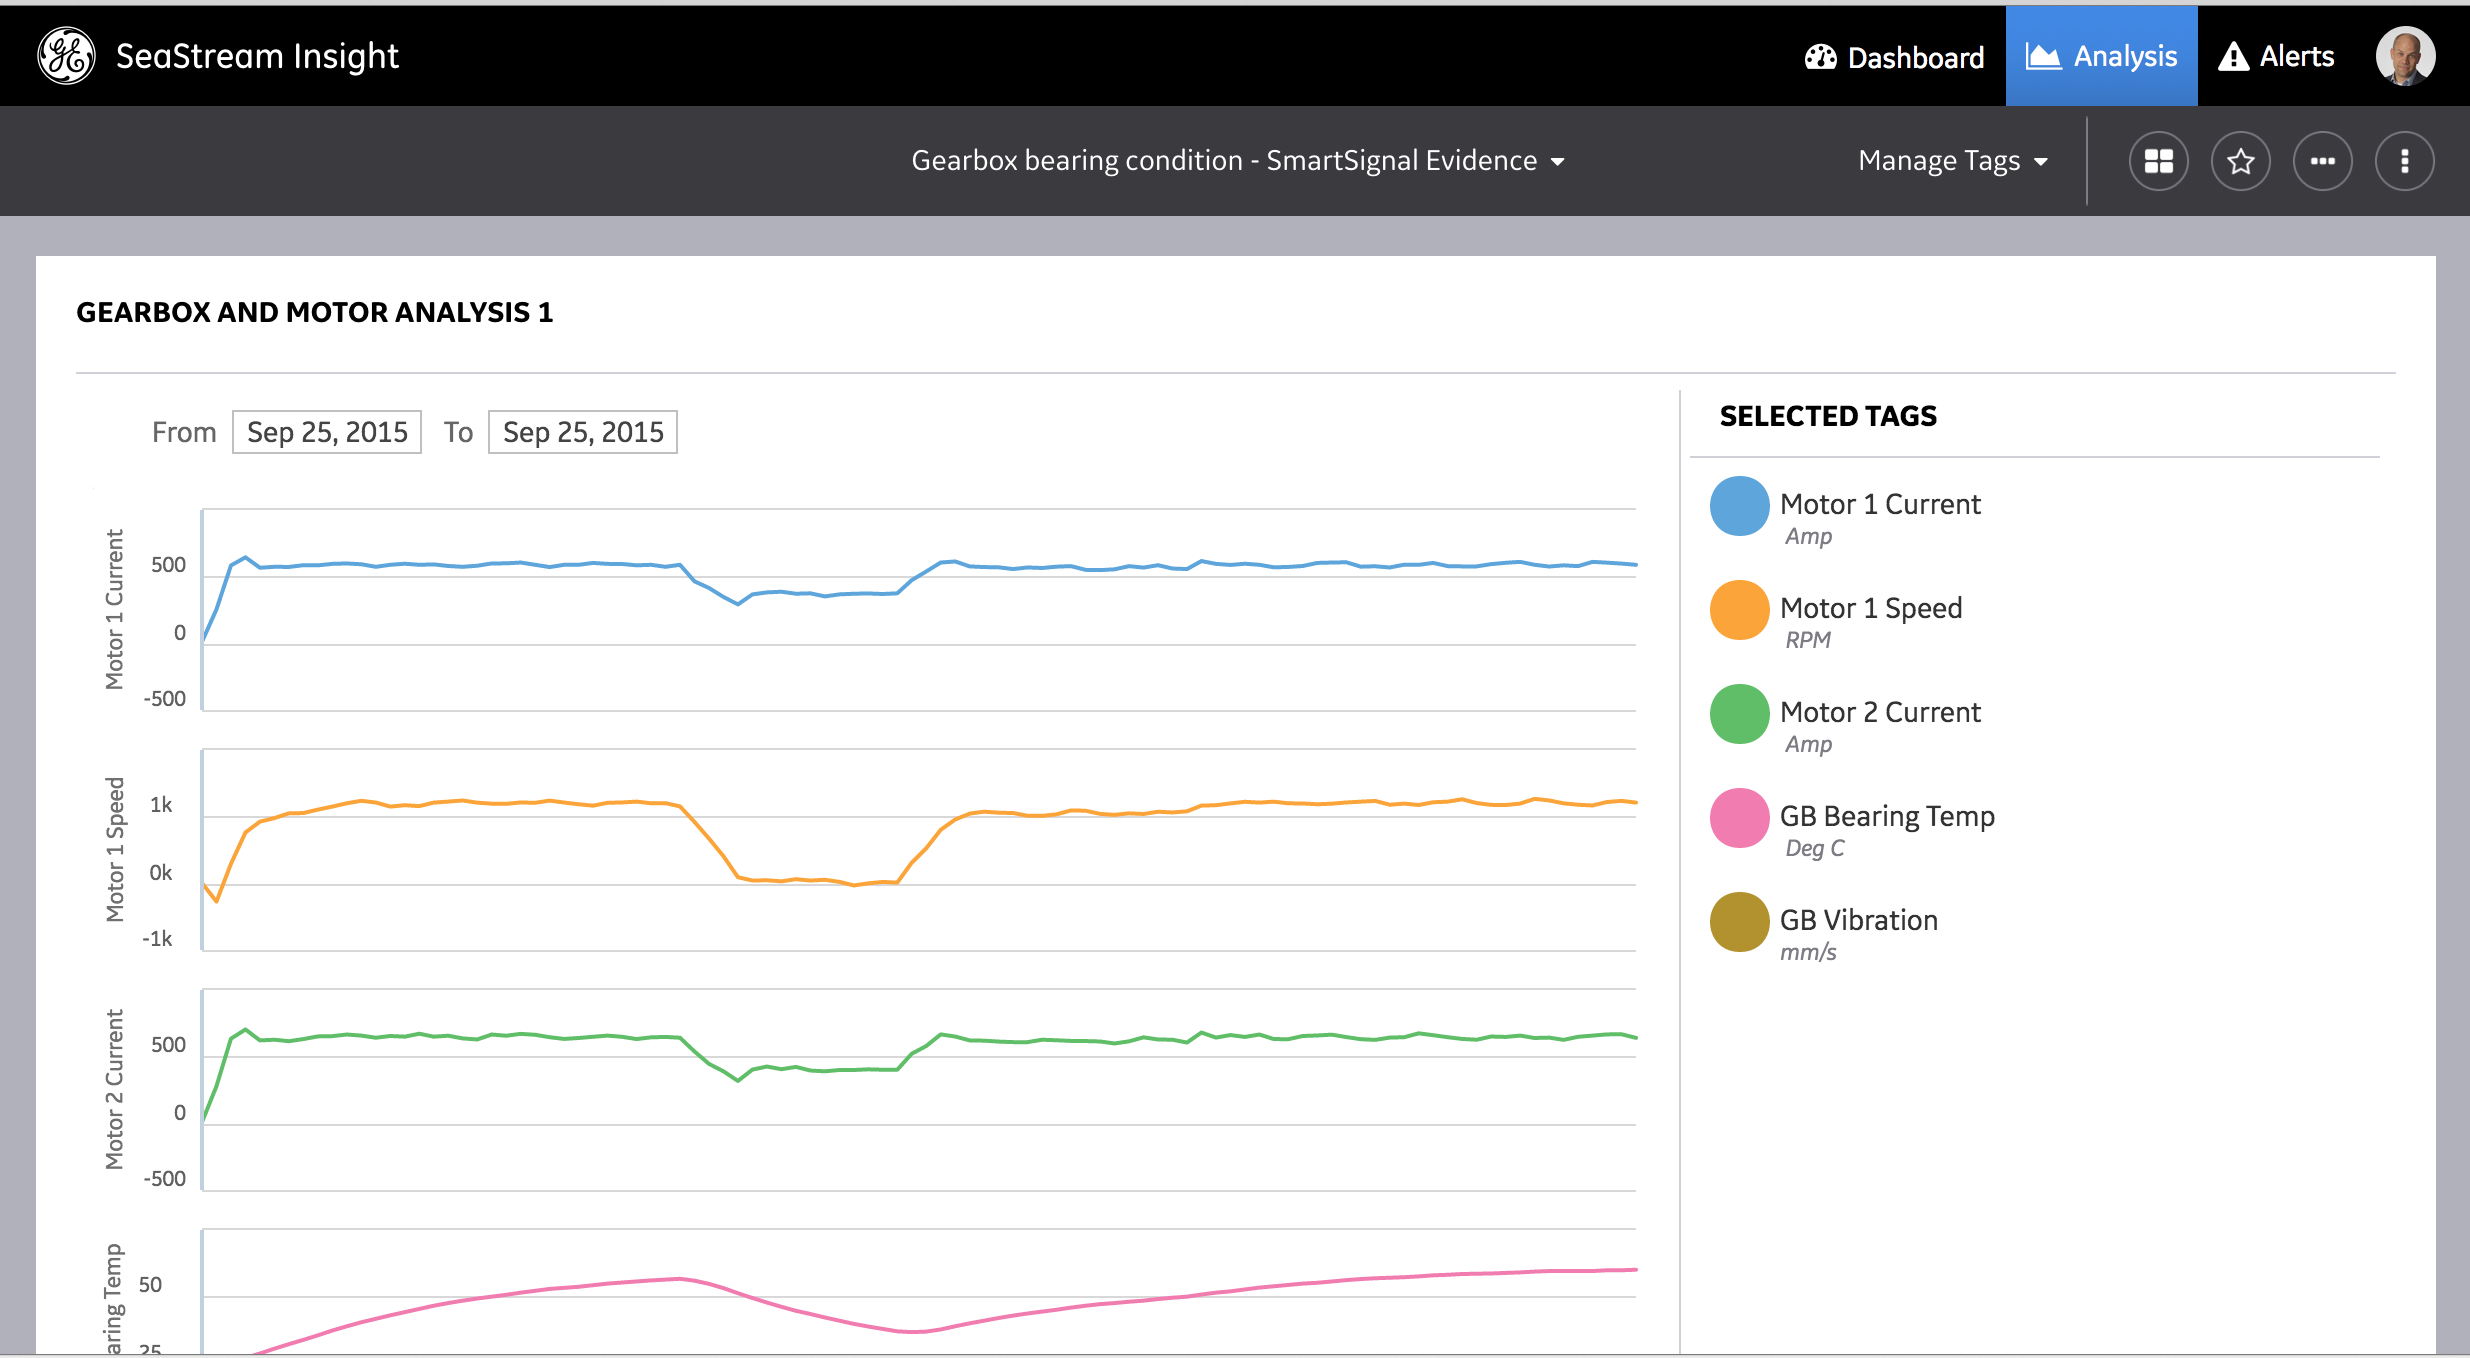 SeaStream Insight
Dashboard
Analysis
Alerts
Gearbox bearing condition - SmartSignal Evidence
Manage Tags
GEARBOX AND MOTOR ANALYSIS 1
From Sep 25, 2015 To Sep 25, 2015
SELECTED TAGS
Motor 1 Current
Amp
Motor 1 Speed
RPM
Motor 2 Current
Amp
GB Bearing Temp
Deg C
GB Vibration
mm/s
Motor 1 Current
500
0
-500
Motor 1 Speed
1k
0k
-1k
Motor 2 Current
500
0
-500
aring Temp
50
25